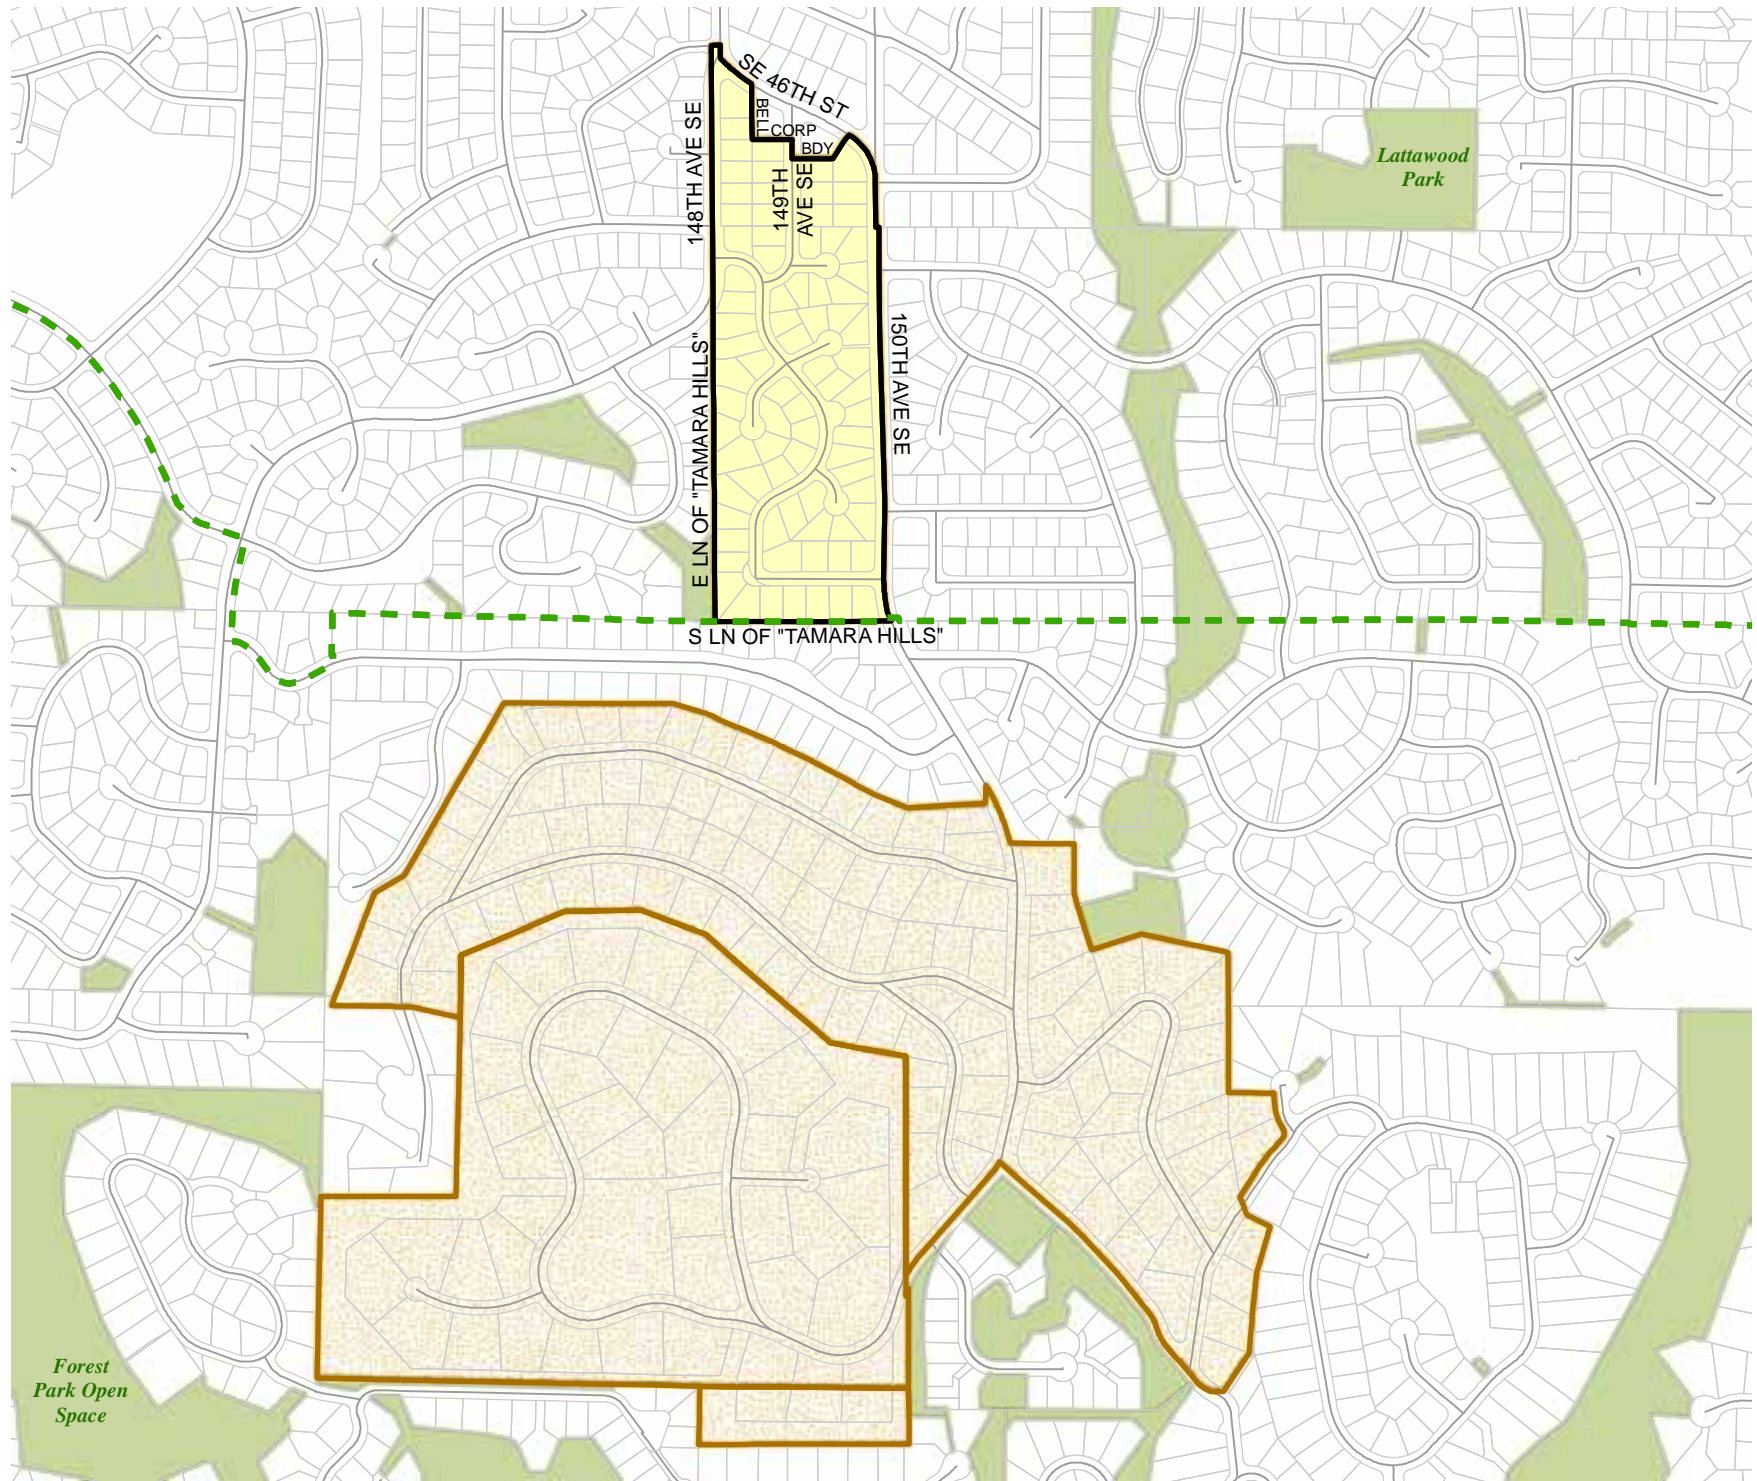 SE 46TH ST
BELL
CORP
BDY
148TH AVE SE
149TH
AVE SE
Lattawood
Park
150TH AVE SE
E LN OF "TAMARA HILLS"
S LN OF "TAMARA HILLS"
Forest
Park Open
Space